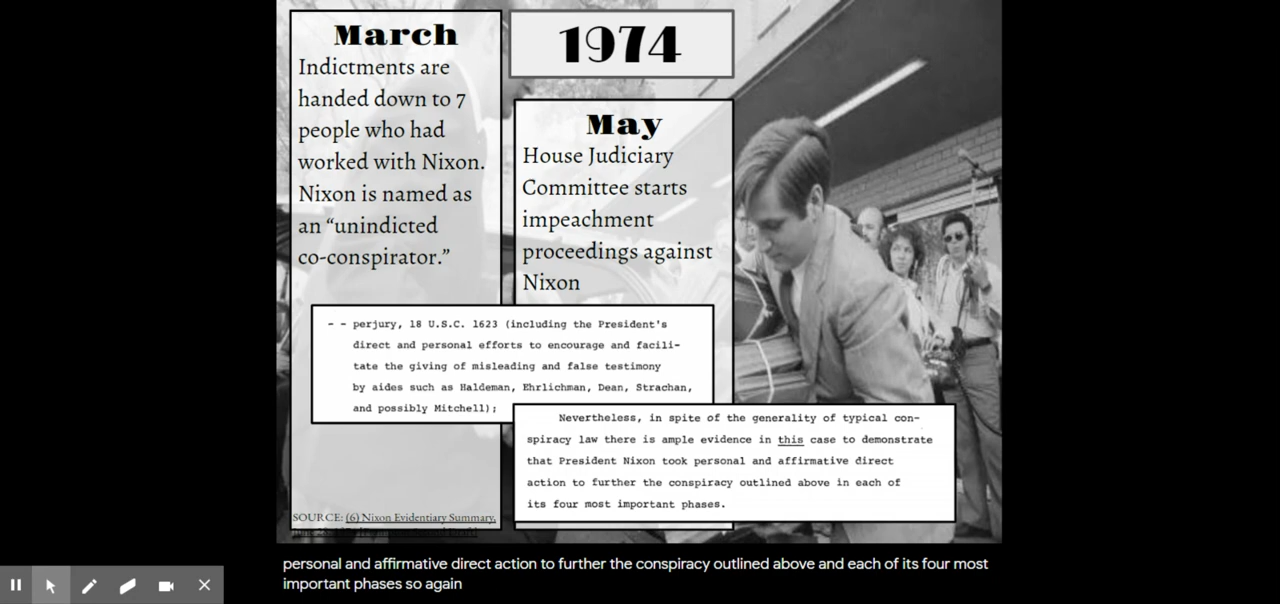 March
Indictments are
handed down to 7
people who had
worked with Nixon.
Nixon is named as
an “unindicted
co-conspirator.”
1974
May
House Judiciary
Committee starts
impeachment
proceedings against
Nixon
- - perjury, 18 U.S.C. 1623 (including the President's
direct and personal efforts to encourage and facili-
tate the giving of misleading and false testimony
by aides such as Haldeman, Ehrlichman, Dean, Strachan,
and possibly Mitchell);
Nevertheless, in spite of the generality of typical con-
spiracy law there is ample evidence in this case to demonstrate
that President Nixon took personal and affirmative direct
action to further the conspiracy outlined above in each of
its four most important phases.
SOURCE: (6) Nixon Evidentiary Summary,
personal and affirmative direct action to further the conspiracy outlined above and each of its four most
important phases so again